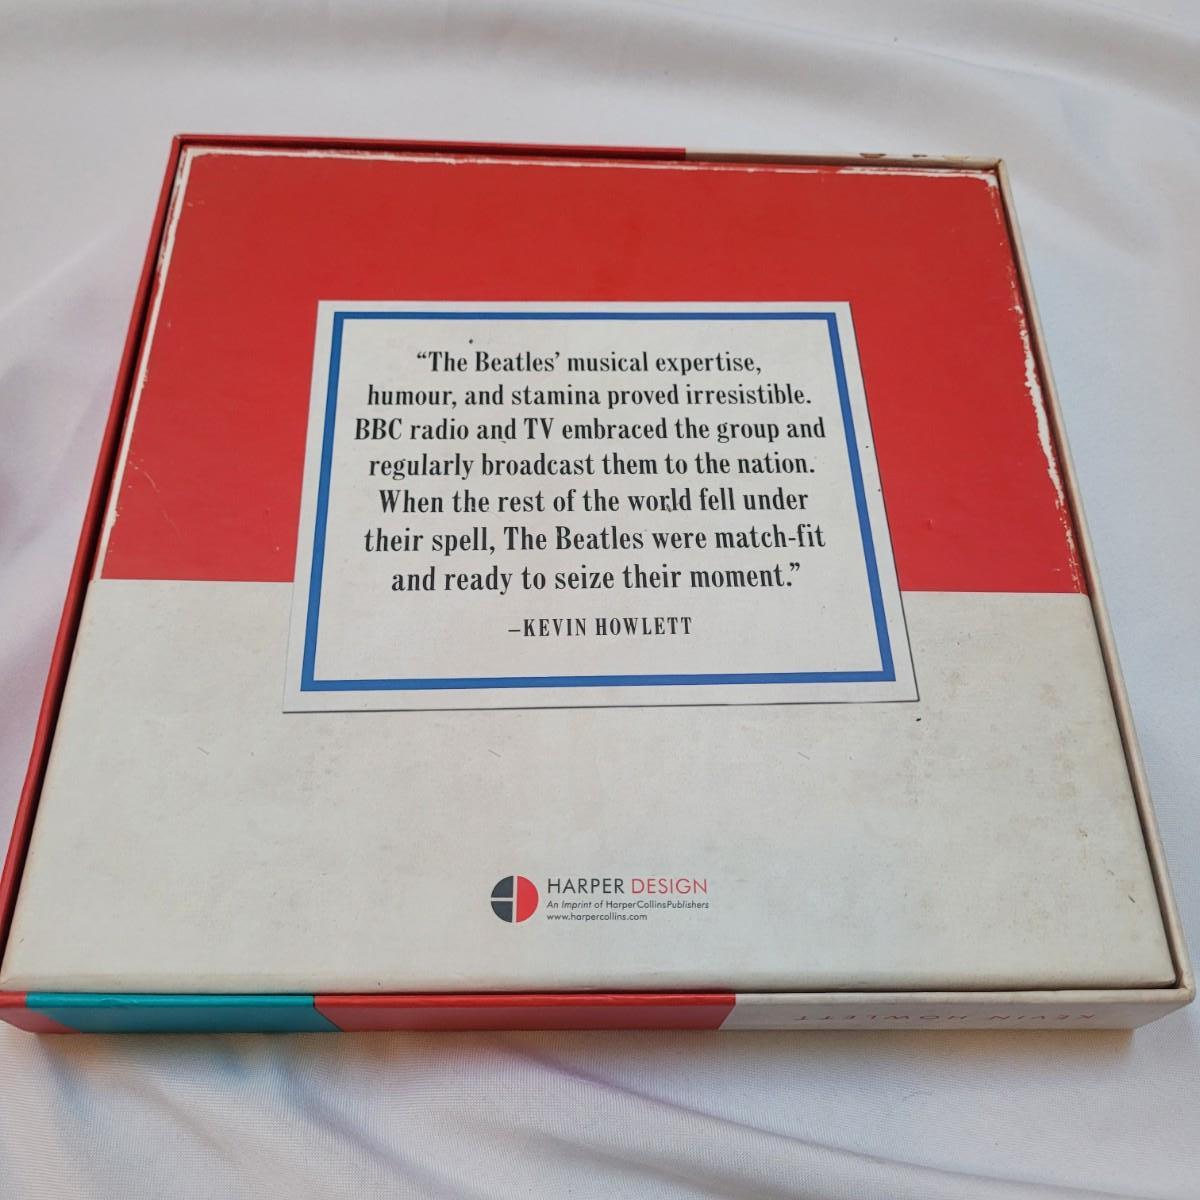 “The Beatles’ musical expertise,
humour, and stamina proved irresistible.
BBC radio and TV embraced the group and
regularly broadcast them to the nation.
When the rest of the world fell under
their spell, The Beatles were match-fit
and ready to seize their moment.”
–KEVIN HOWLETT
HARPER DESIGN
An Imprint of HarperCollinsPublishers
www.harpercollins.com
KEVIN HOWLETT